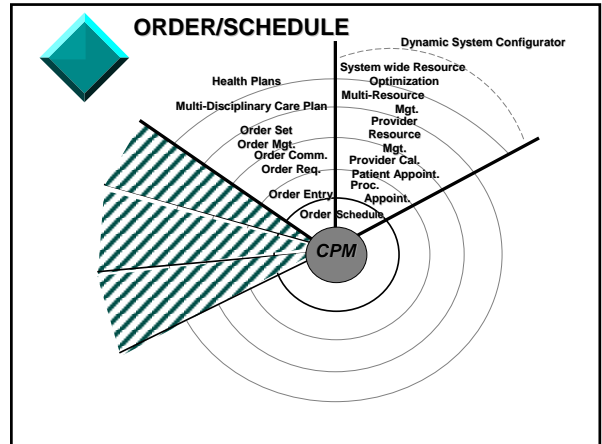 ORDER/SCHEDULE
Dynamic System Configurator
System wide Resource
Optimization
Health Plans
Multi-Resource
Mgt.
Multi-Disciplinary Care Plan
Provider
Resource
Mgt.
Order Set
Order Mgt.
Order Comm.
Order Req.
Provider Cal.
Patient Appoint.
Proc.
Appoint.
Order Entry
Order Schedule
CPM